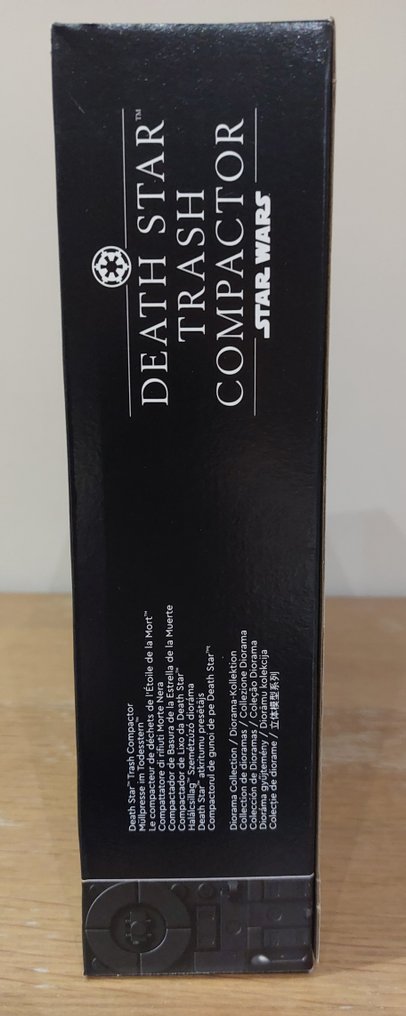 DEATH STAR™
TRASH
COMPACTOR
STAR WARS
Death Star™ Trash Compactor
Müllpresse im Todesstern™
Le compacteur de déchets de l'Étoile de la Mort™
Compattatore di rifiuti Morte Nera
Compactador de Basura de la Estrella de la Muerte
Compactador de Lixo da Death Star™
Halálcsillag™ Szemétzúzó dioráma
Death Star™ atkritumu presētājs
Compactorul de gunoi de pe Death Star™
Diorama Collection / Diorama-Kollektion
Collection de dioramas / Collezione Diorama
Colección de Dioramas / Coleção Diorama
Dioráma gyűjtemény / Diorāmu kolekcija
Colecție de diorame // 立体模型系列